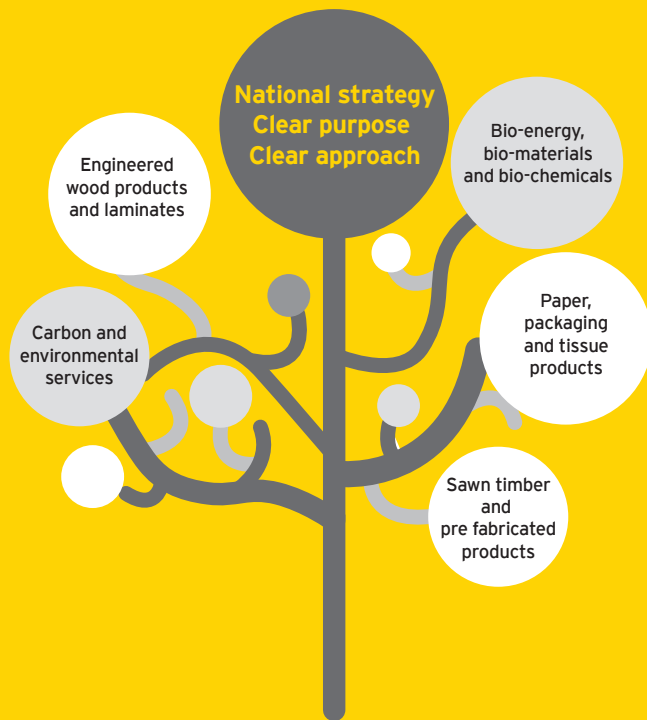 National strategy
Clear purpose
Clear approach
Engineered
wood products
and laminates
Bio-energy,
bio-materials
and bio-chemicals
Carbon and
environmental
services
Paper,
packaging
and tissue
products
Sawn timber
and
pre fabricated
products